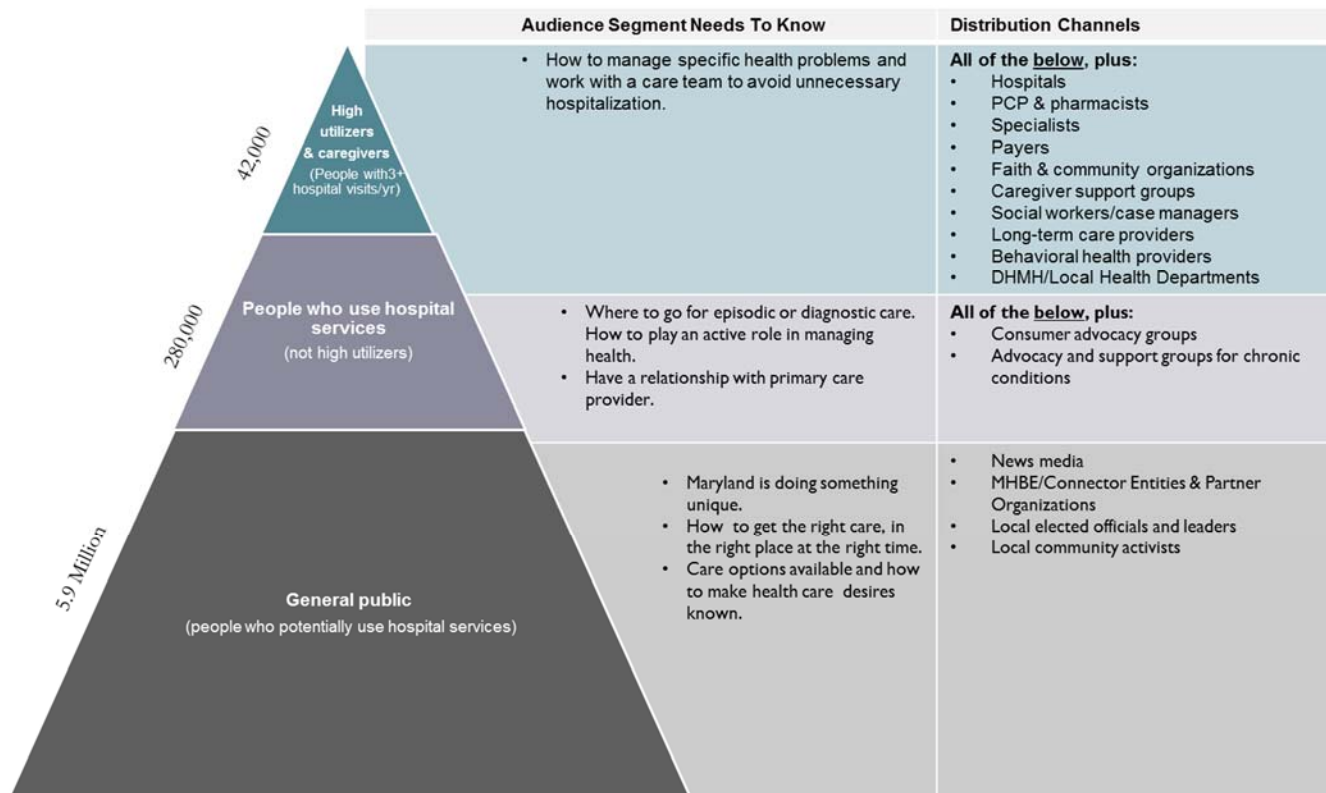 Audience Segment Needs To Know
Distribution Channels
42,000
High
utilizers
& caregivers
(People with3+
hospital visits/yr)
• How to manage specific health problems and
work with a care team to avoid unnecessary
hospitalization.
All of the below, plus:
• Hospitals
• PCP & pharmacists
• Specialists
• Payers
• Faith & community organizations
• Caregiver support groups
• Social workers/case managers
• Long-term care providers
• Behavioral health providers
• DHMH/Local Health Departments
280,000
People who use hospital
services
(not high utilizers)
• Where to go for episodic or diagnostic care.
How to play an active role in managing
health.
• Have a relationship with primary care
provider.
All of the below, plus:
• Consumer advocacy groups
• Advocacy and support groups for chronic
conditions
5.9 Million
General public
(people who potentially use hospital services)
• Maryland is doing something
unique.
• How to get the right care, in
the right place at the right time.
• Care options available and how
to make health care desires
known.
• News media
• MHBE/Connector Entities & Partner
Organizations
• Local elected officials and leaders
• Local community activists